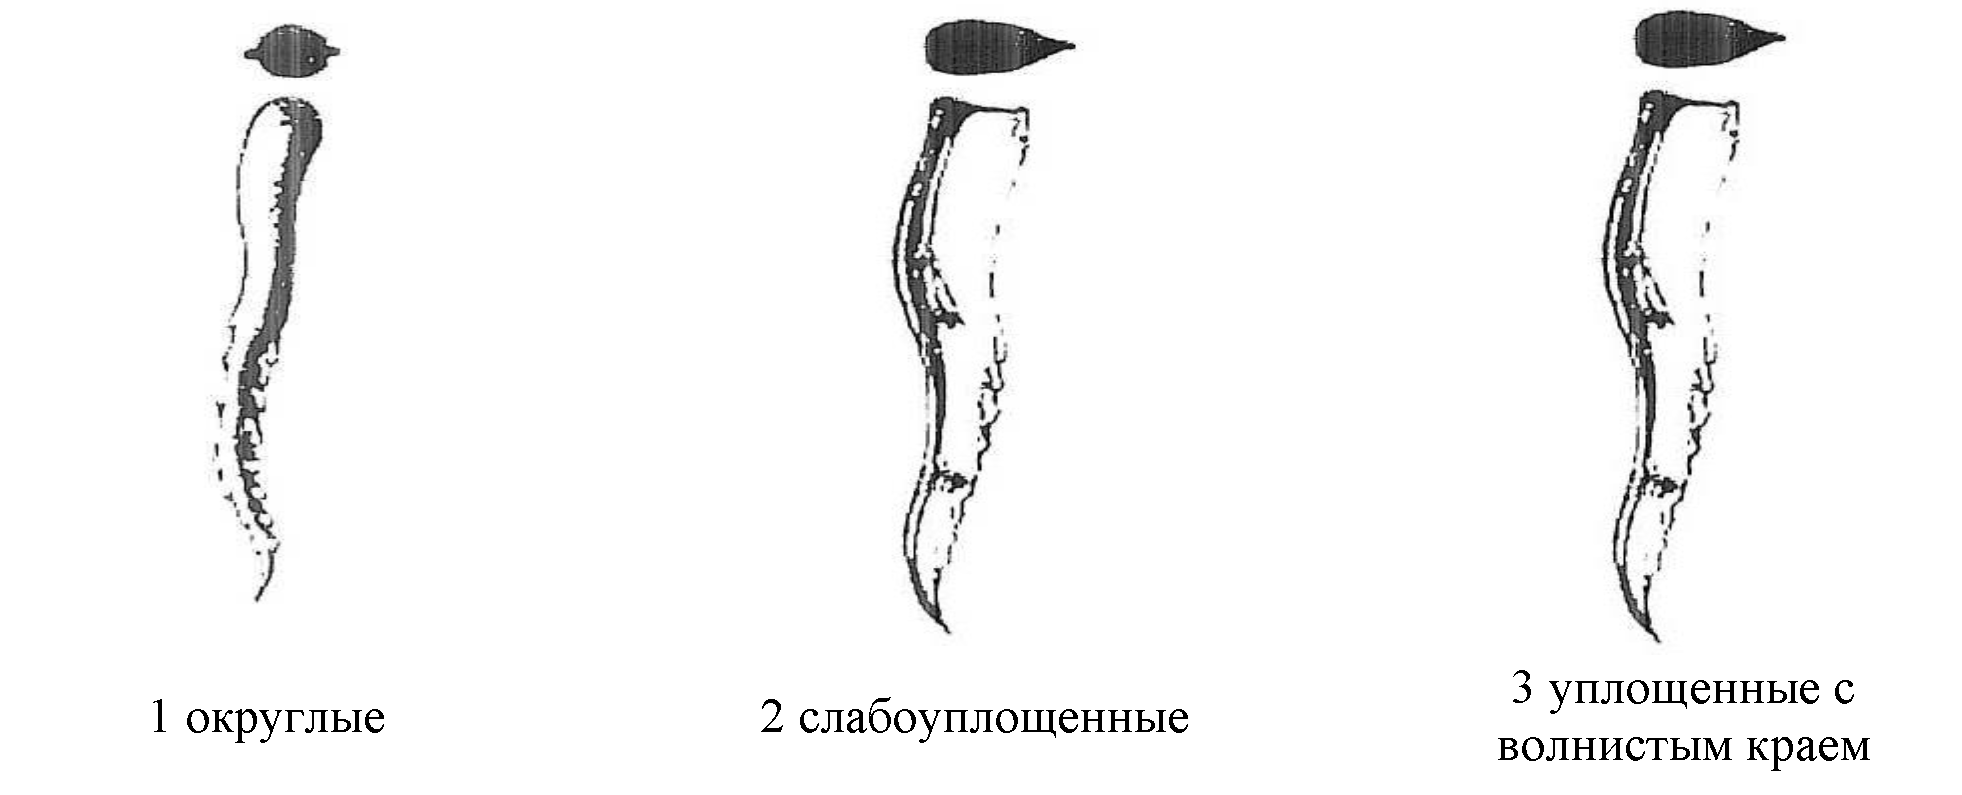 1 округлые
2 слабоуплощенные
3 уплощенные с
волнистым краем